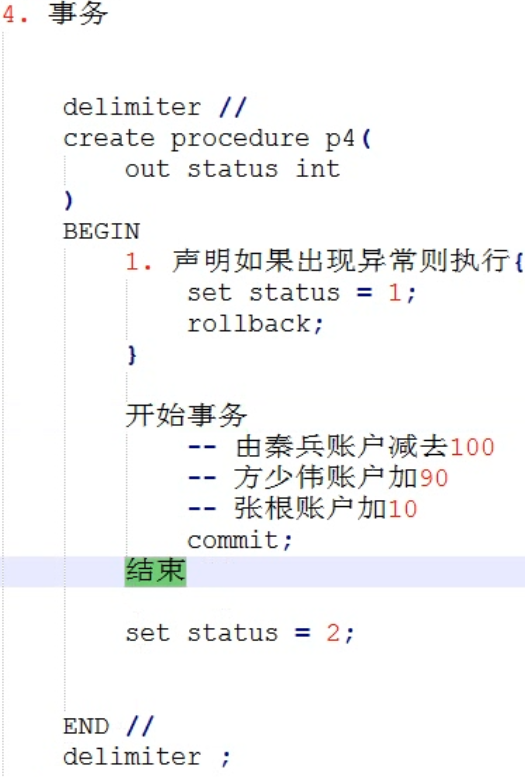 4. 事务
delimiter //
create procedure p4(
out status int
)
BEGIN
1. 声明如果出现异常则执行{
set status = 1;
rollback;
}
开始事务
-- 由秦兵账户减去100
-- 方少伟账户加90
-- 张根账户加10
commit;
结束
set status = 2;
END //
delimiter ;